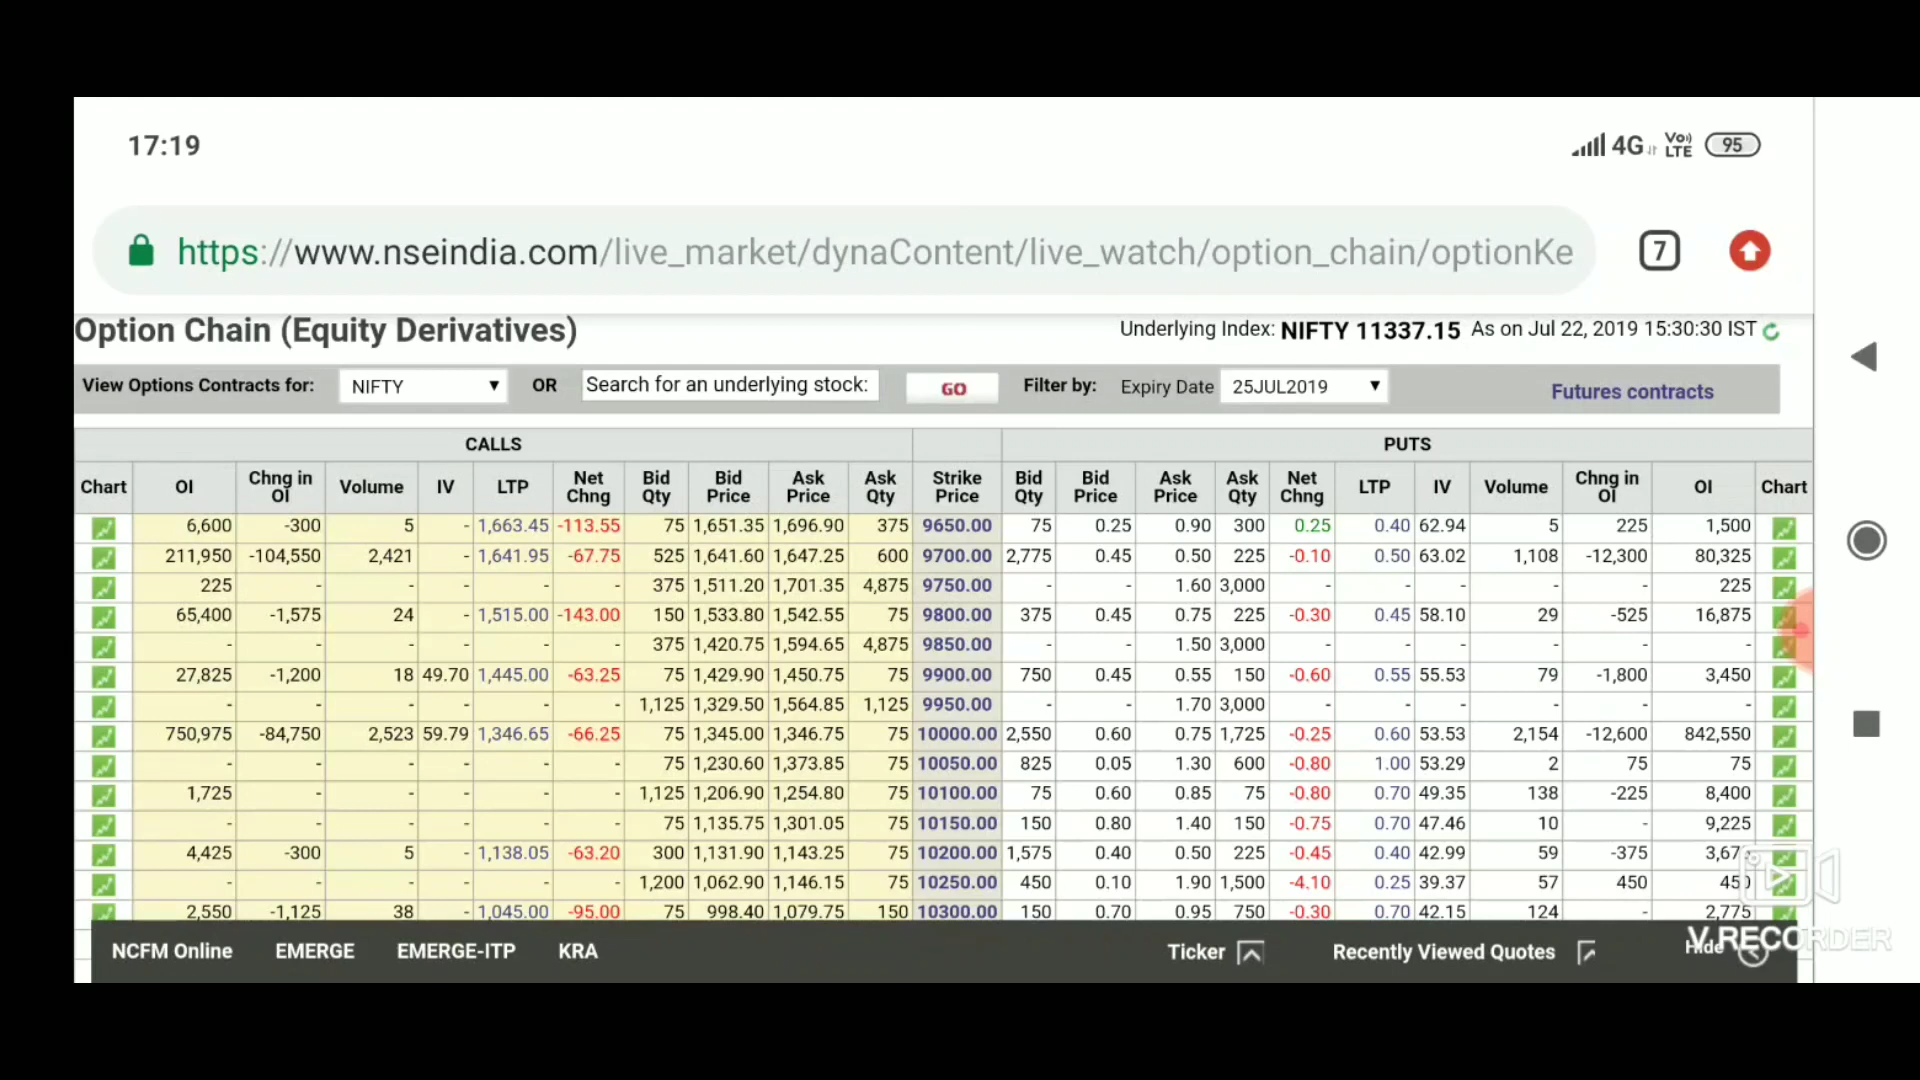 17:19
4G Vo)) LTE 95
https://www.nseindia.com/live_market/dynaContent/live_watch/option_chain/optionKe 7
Option Chain (Equity Derivatives) Underlying Index: NIFTY 11337.15 As on Jul 22, 2019 15:30:30 IST
View Options Contracts for: NIFTY OR Search for an underlying stock: GO Filter by: Expiry Date 25JUL2019 Futures contracts
CALLS PUTS
Chart OI Chng in OI Volume IV LTP Net Chng Bid Qty Bid Price Ask Price Ask Qty Strike Price Bid Qty Bid Price Ask Price Ask Qty Net Chng LTP IV Volume Chng in OI OI Chart
6,600 -300 5 - 1,663.45 -113.55 75 1,651.35 1,696.90 375 9650.00 75 0.25 0.90 300 0.25 0.40 62.94 5 225 1,500
211,950 -104,550 2,421 - 1,641.95 -67.75 525 1,641.60 1,647.25 600 9700.00 2,775 0.45 0.50 225 -0.10 0.50 63.02 1,108 -12,300 80,325
225 - - - - - 375 1,511.20 1,701.35 4,875 9750.00 - - 1.60 3,000 - - - - - 225
65,400 -1,575 24 - 1,515.00 -143.00 150 1,533.80 1,542.55 75 9800.00 375 0.45 0.75 225 -0.30 0.45 58.10 29 -525 16,875
- - - - - - 375 1,420.75 1,594.65 4,875 9850.00 - - 1.50 3,000 - - - - - -
27,825 -1,200 18 49.70 1,445.00 -63.25 75 1,429.90 1,450.75 75 9900.00 750 0.45 0.55 150 -0.60 0.55 55.53 79 -1,800 3,450
- - - - - - 1,125 1,329.50 1,564.85 1,125 9950.00 - - 1.70 3,000 - - - - - -
750,975 -84,750 2,523 59.79 1,346.65 -66.25 75 1,345.00 1,346.75 75 10000.00 2,550 0.60 0.75 1,725 -0.25 0.60 53.53 2,154 -12,600 842,550
- - - - - - 75 1,230.60 1,373.85 75 10050.00 825 0.05 1.30 600 -0.80 1.00 53.29 2 75 75
1,725 - - - - - 1,125 1,206.90 1,254.80 75 10100.00 75 0.60 0.85 75 -0.80 0.70 49.35 138 -225 8,400
- - - - - - 75 1,135.75 1,301.05 75 10150.00 150 0.80 1.40 150 -0.75 0.70 47.46 10 - 9,225
4,425 -300 5 - 1,138.05 -63.20 300 1,131.90 1,143.25 75 10200.00 1,575 0.40 0.50 225 -0.45 0.40 42.99 59 -375
- - - - - - 1,200 1,062.90 1,146.15 75 10250.00 450 0.10 1.90 1,500 -4.10 0.25 39.37 57 450 450
2,550 -1,125 38 - 1,045.00 -95.00 75 998.40 1,079.75 150 10300.00 150 0.70 0.95 750 -0.30 0.70 42.15 124 - 2,775
NCFM Online EMERGE EMERGE-ITP KRA Ticker Recently Viewed Quotes Hide
V.RECORDER